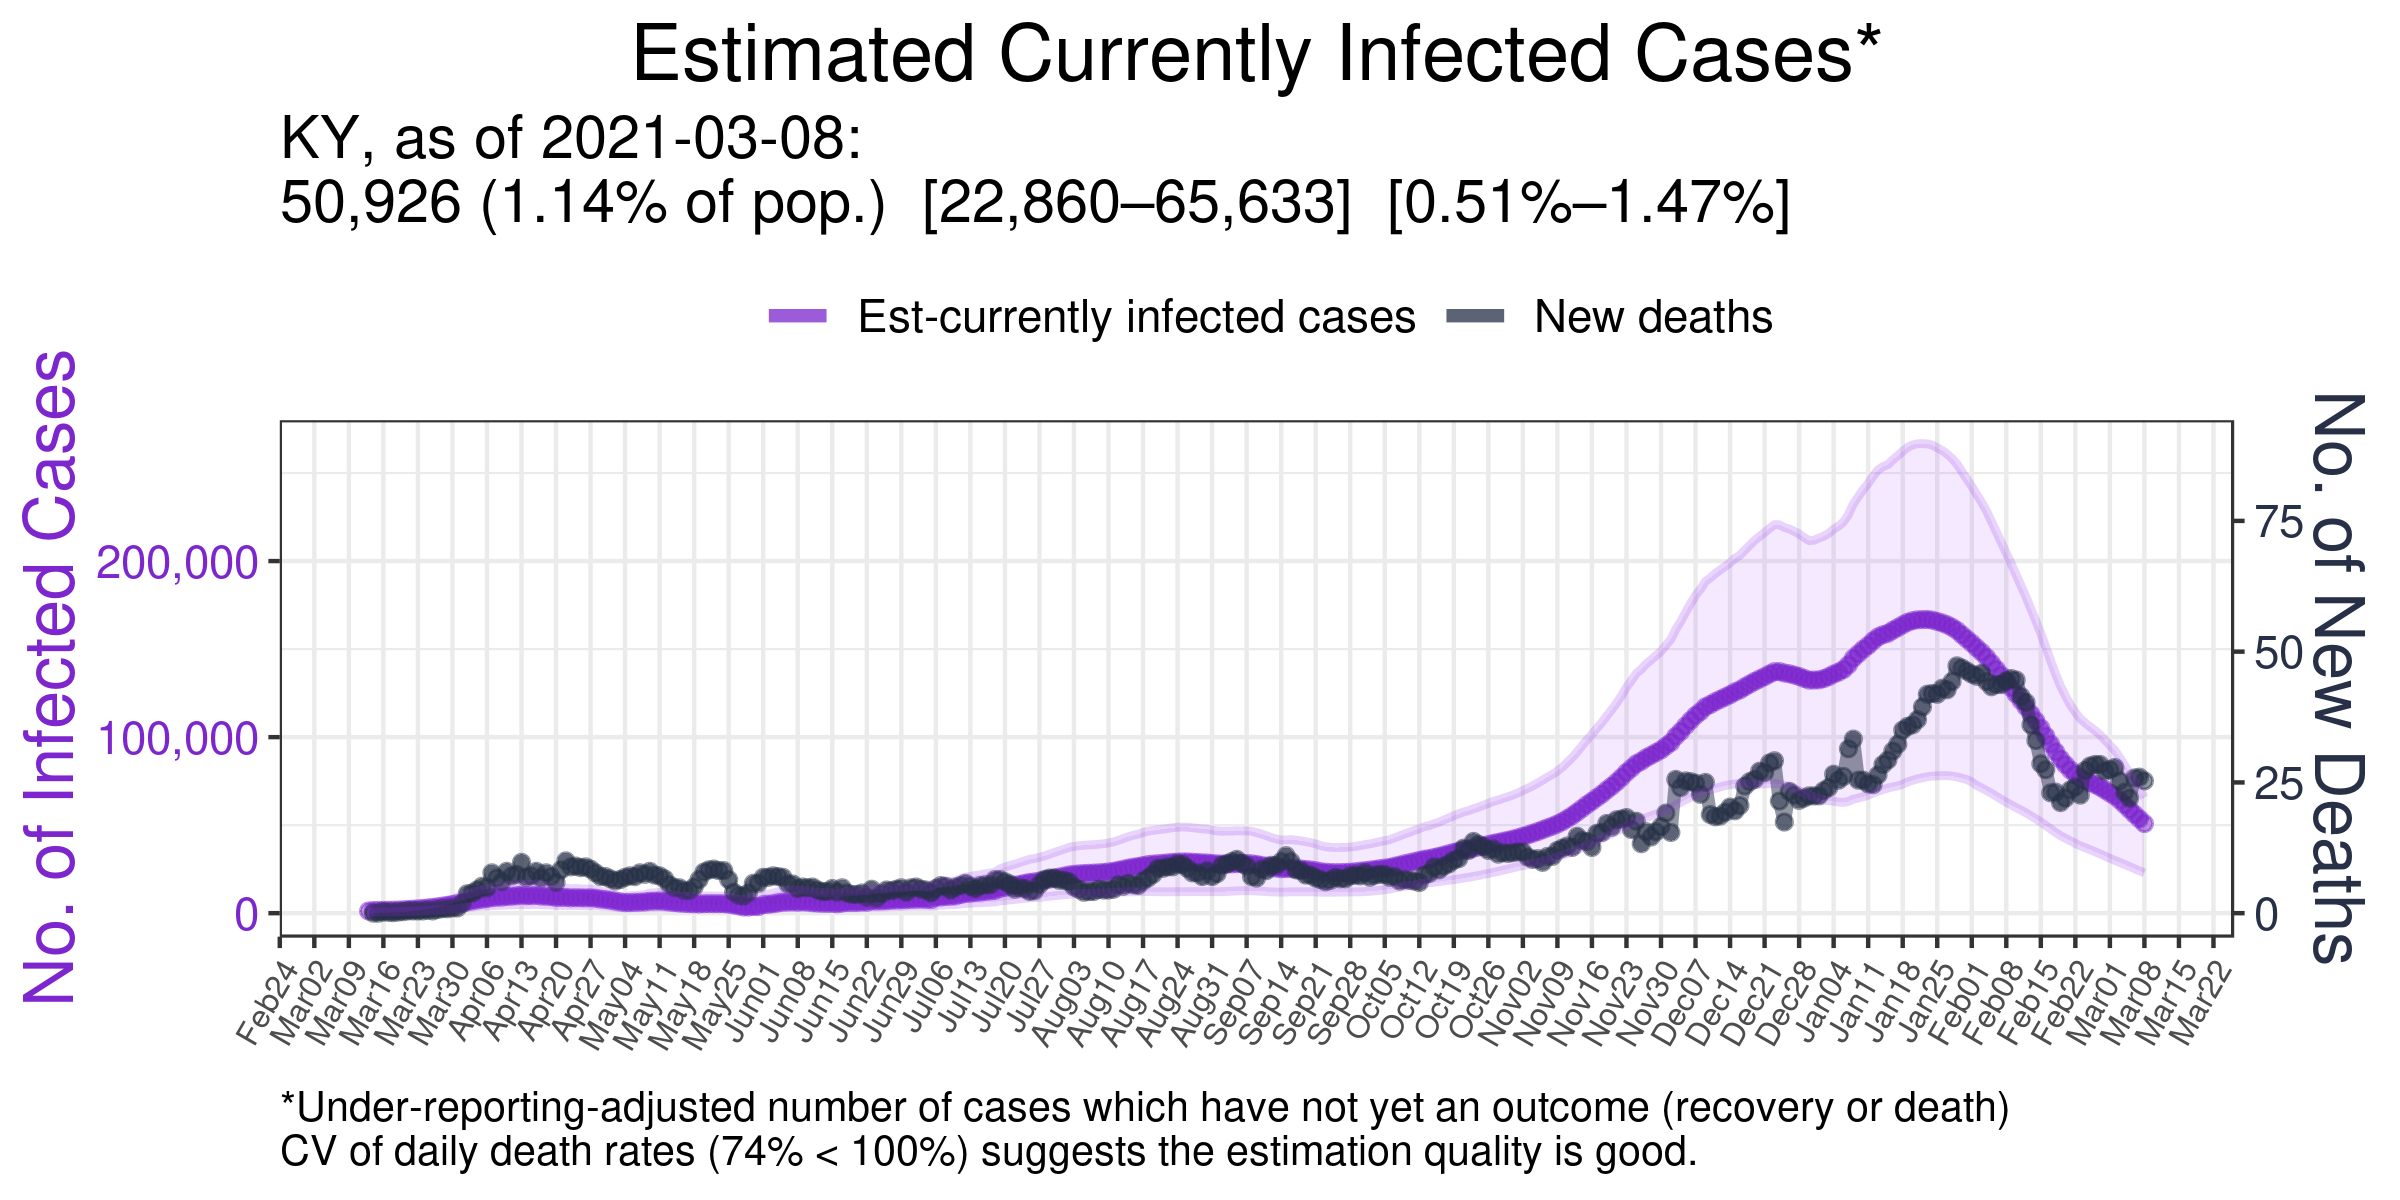 Estimated Currently Infected Cases*
KY, as of 2021-03-08:
50,926 (1.14% of pop.)  [22,860–65,633]  [0.51%–1.47%]
Est-currently infected cases
New deaths
No. of Infected Cases
200,000
100,000
0
No. of New Deaths
75
50
25
0
Feb24
Mar02
Mar09
Mar16
Mar23
Mar30
Apr06
Apr13
Apr20
Apr27
May04
May11
May18
May25
Jun01
Jun08
Jun15
Jun22
Jun29
Jul06
Jul13
Jul20
Jul27
Aug03
Aug10
Aug17
Aug24
Aug31
Sep07
Sep14
Sep21
Sep28
Oct05
Oct12
Oct19
Oct26
Nov02
Nov09
Nov16
Nov23
Nov30
Dec07
Dec14
Dec21
Dec28
Jan04
Jan11
Jan18
Jan25
Feb01
Feb08
Feb15
Feb22
Mar01
Mar08
Mar15
Mar22
*Under-reporting-adjusted number of cases which have not yet an outcome (recovery or death)
CV of daily death rates (74% < 100%) suggests the estimation quality is good.